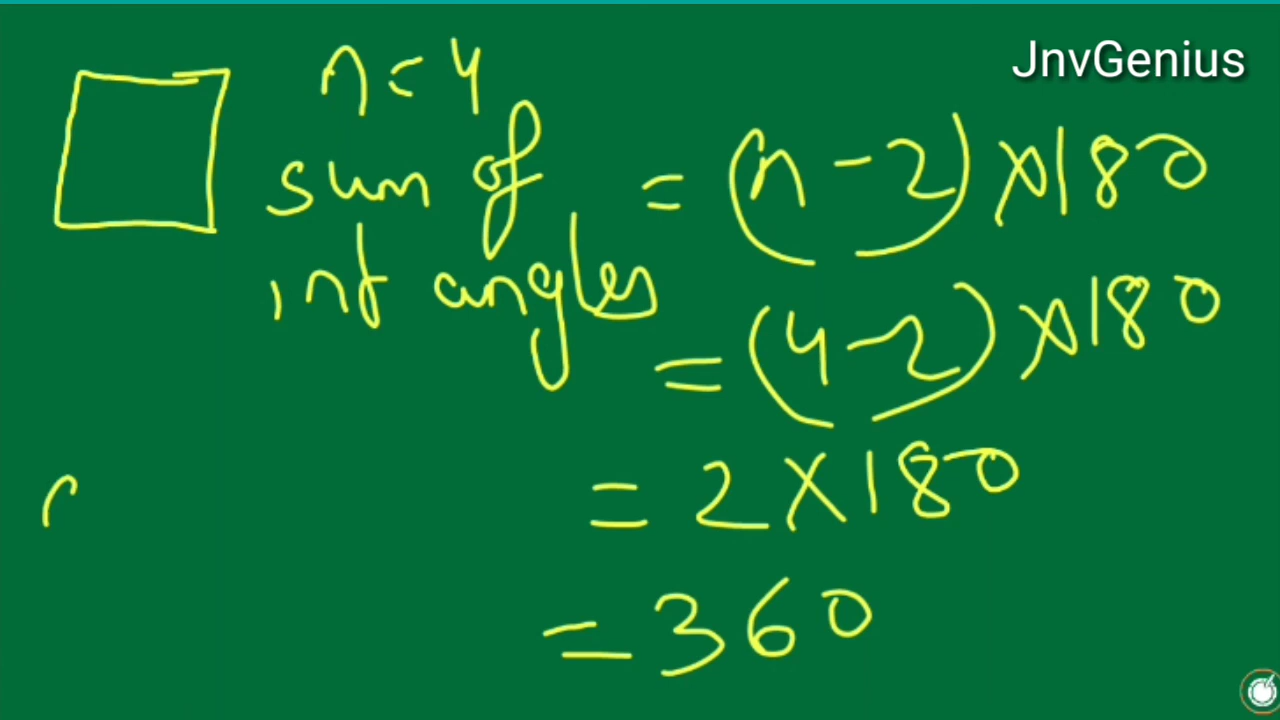 JnvGenius
n = 4
sum of
int angles
= (n - 2) × 180
= (4 - 2) × 180
= 2 × 180
= 360